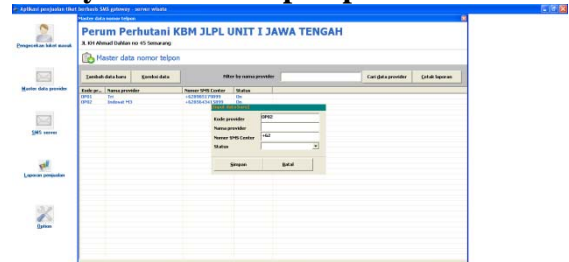 Aplikasi penjualan tiket berbasis SMS gateway - server wisata
Master data nomor telpon
Perum Perhutani KBM JLPL UNIT I JAWA TENGAH
Jl. KH Ahmad Dahlan no 45 Semarang
Master data nomor telpon
Tambah data baru Kembali data Filter by nama provider Cari data provider Cetak laporan
Kode pr... Nama provider Nomor SMS Center Status
OP01 Tri On
OP02 Indosat M3 On
Kode provider OP02
Nama provider
Nomor SMS Center +62
Status
Simpan Batal
Pengecekan tiket masuk
Master data provider
SMS server
Laporan penjualan
Option